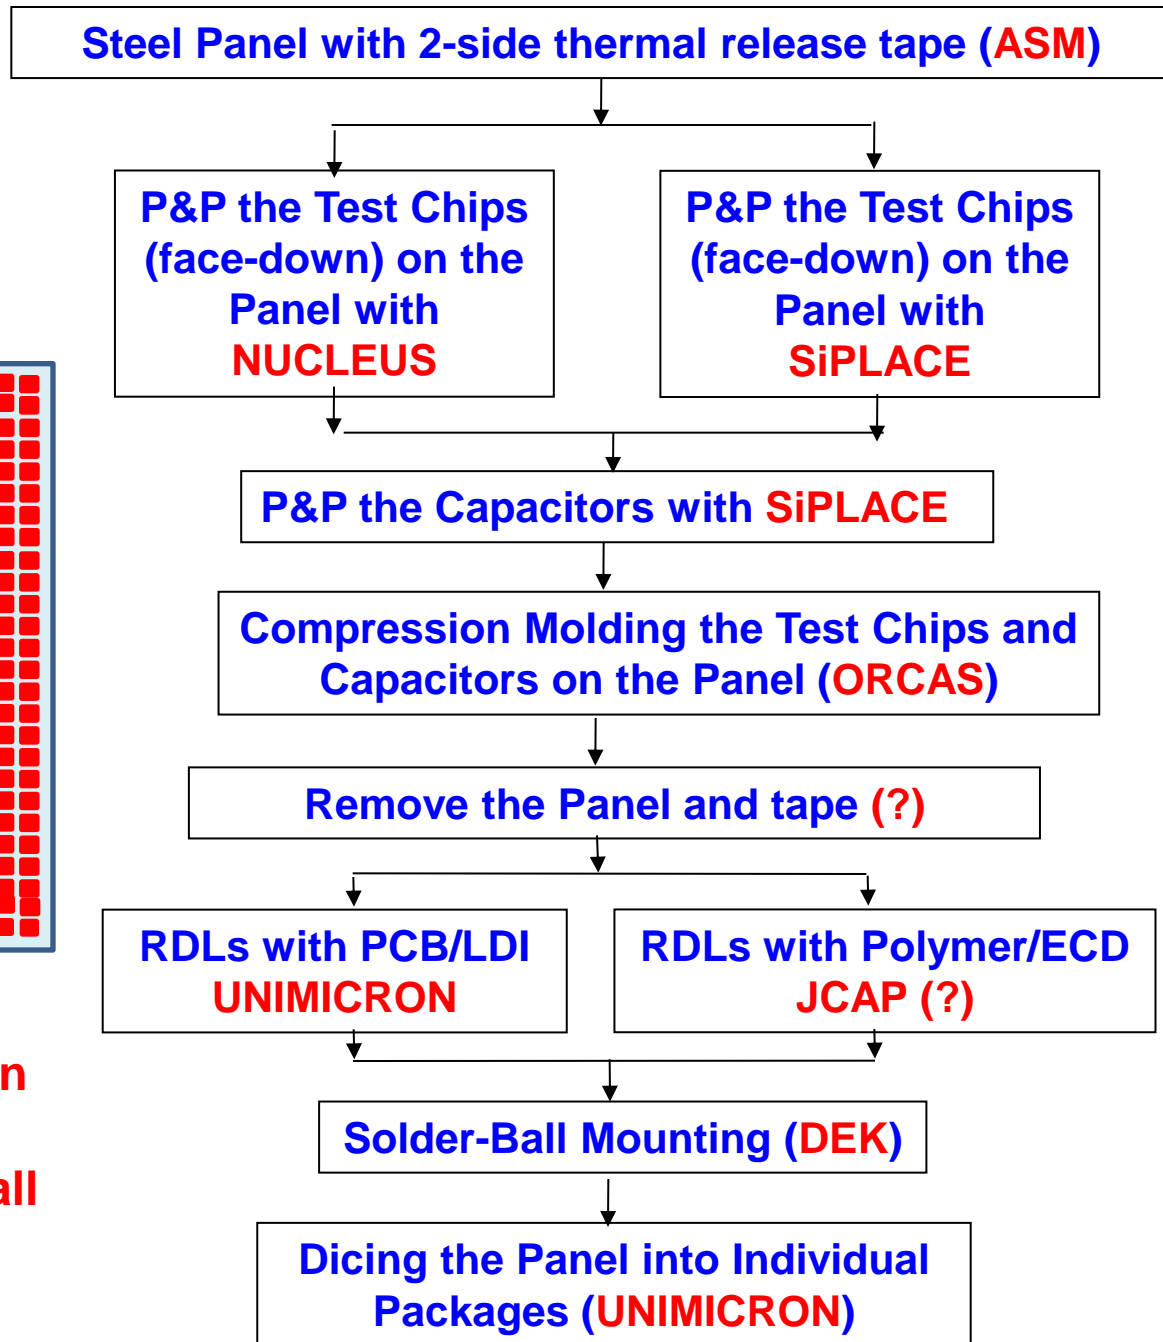 Steel Panel with 2-side thermal release tape (ASM)
P&P the Test Chips
(face-down) on the
Panel with
NUCLEUS
P&P the Test Chips
(face-down) on the
Panel with
SiPLACE
P&P the Capacitors with SiPLACE
Compression Molding the Test Chips and
Capacitors on the Panel (ORCAS)
Remove the Panel and tape (?)
RDLs with PCB/LDI
UNIMICRON
RDLs with Polymer/ECD
JCAP (?)
n
Solder-Ball Mounting (DEK)
all
Dicing the Panel into Individual
Packages (UNIMICRON)